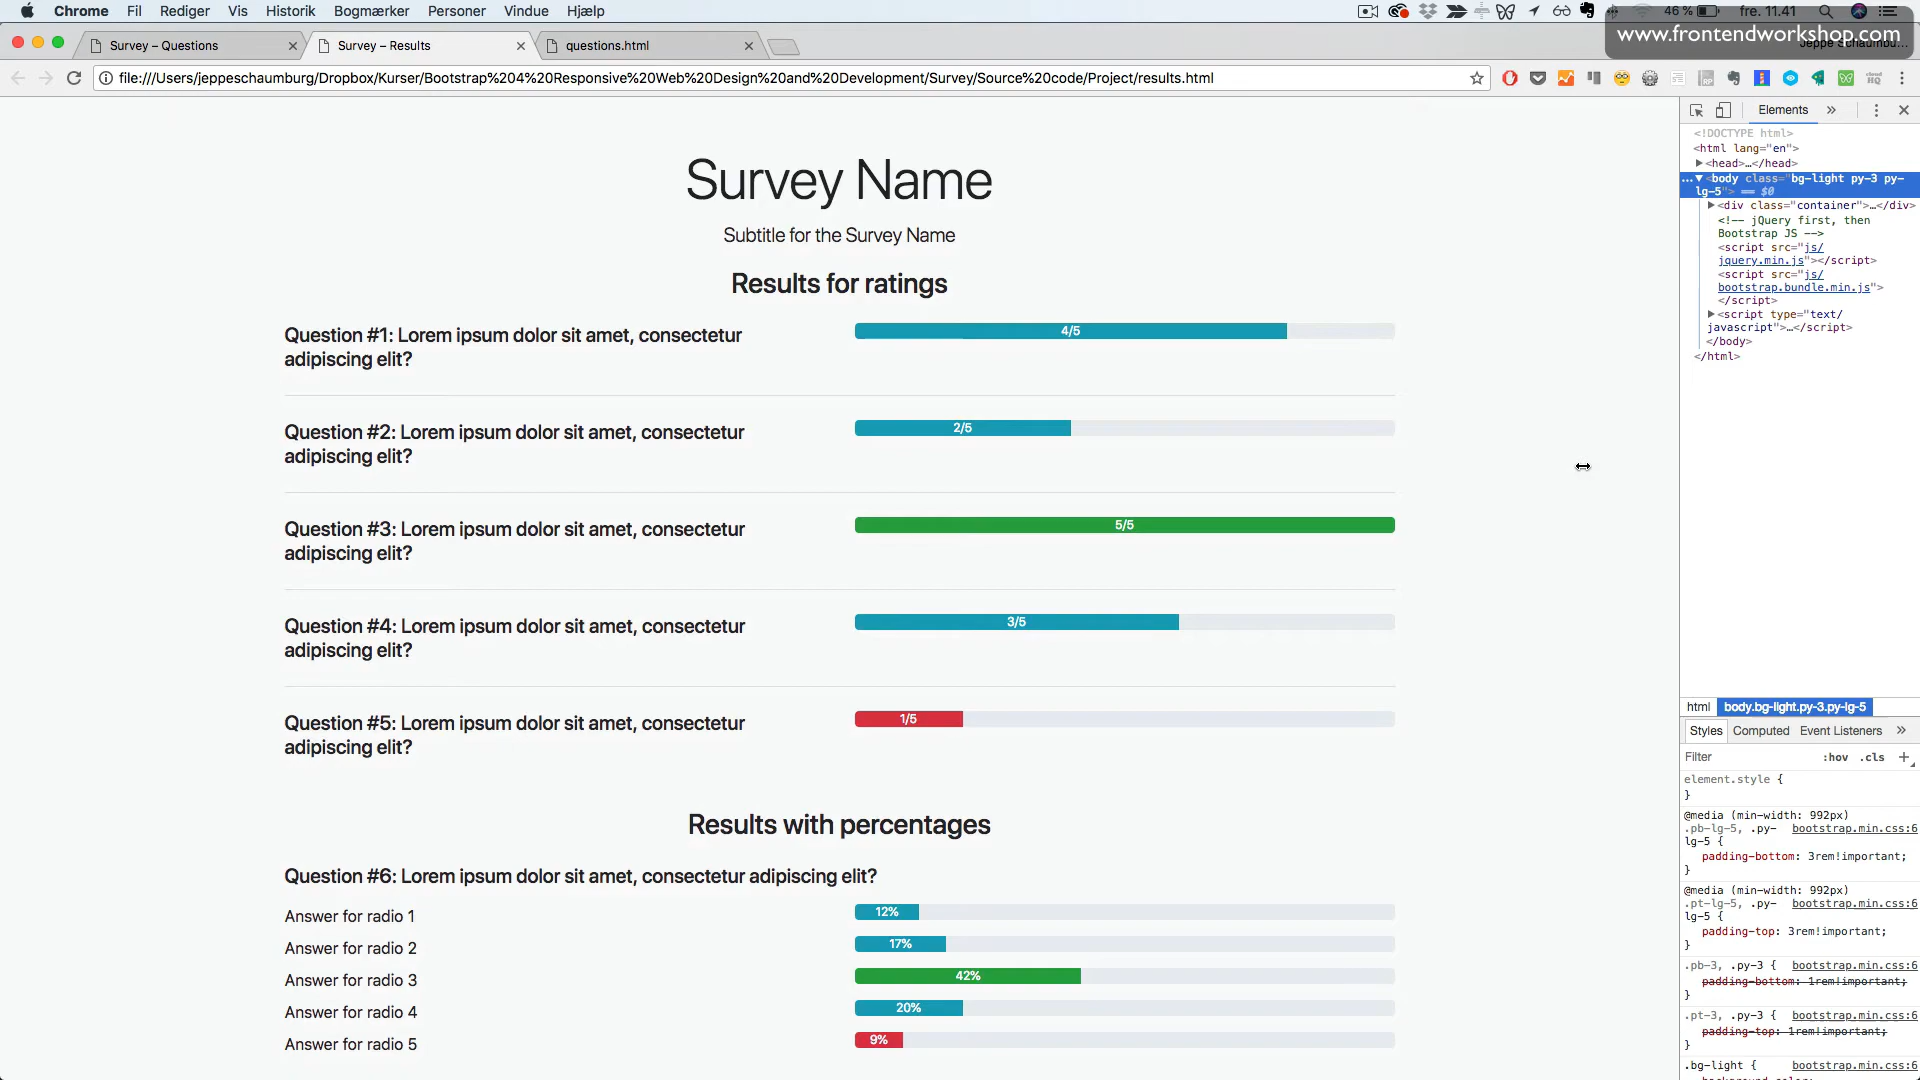 Chrome Fil Rediger Vis Historik Bogmærker Personer Vindue Hjælp 46 % fre. 11.41
www.frontendworkshop.com
Survey – Questions Survey – Results questions.html
file:///Users/jeppeschaumburg/Dropbox/Kurser/Bootstrap%204%20Responsive%20Web%20Design%20and%20Development/Survey/Source%20code/Project/results.html
Survey Name
Subtitle for the Survey Name
Results for ratings
Question #1: Lorem ipsum dolor sit amet, consectetur
adipiscing elit?
4/5
Question #2: Lorem ipsum dolor sit amet, consectetur
adipiscing elit?
2/5
Question #3: Lorem ipsum dolor sit amet, consectetur
adipiscing elit?
5/5
Question #4: Lorem ipsum dolor sit amet, consectetur
adipiscing elit?
3/5
Question #5: Lorem ipsum dolor sit amet, consectetur
adipiscing elit?
1/5
Results with percentages
Question #6: Lorem ipsum dolor sit amet, consectetur adipiscing elit?
Answer for radio 1 12%
Answer for radio 2 17%
Answer for radio 3 42%
Answer for radio 4 20%
Answer for radio 5 9%
Elements »
<!DOCTYPE html>
<html lang="en">
<head>…</head>
… <body class="bg-light py-3 py-
lg-5"> == $0
<div class="container">…</div>
<!-- jQuery first, then
Bootstrap JS -->
<script src="js/
jquery.min.js"></script>
<script src="js/
bootstrap.bundle.min.js">
</script>
<script type="text/
javascript">…</script>
</body>
</html>
html body.bg-light.py-3.py-lg-5
Styles Computed Event Listeners »
Filter :hov .cls +
element.style {
}
@media (min-width: 992px)
.pb-lg-5, .py- bootstrap.min.css:6
lg-5 {
padding-bottom: 3rem!important;
}
@media (min-width: 992px)
.pt-lg-5, .py- bootstrap.min.css:6
lg-5 {
padding-top: 3rem!important;
}
.pb-3, .py-3 { bootstrap.min.css:6
padding-bottom: 1rem!important;
}
.pt-3, .py-3 { bootstrap.min.css:6
padding-top: 1rem!important;
}
.bg-light { bootstrap.min.css:6